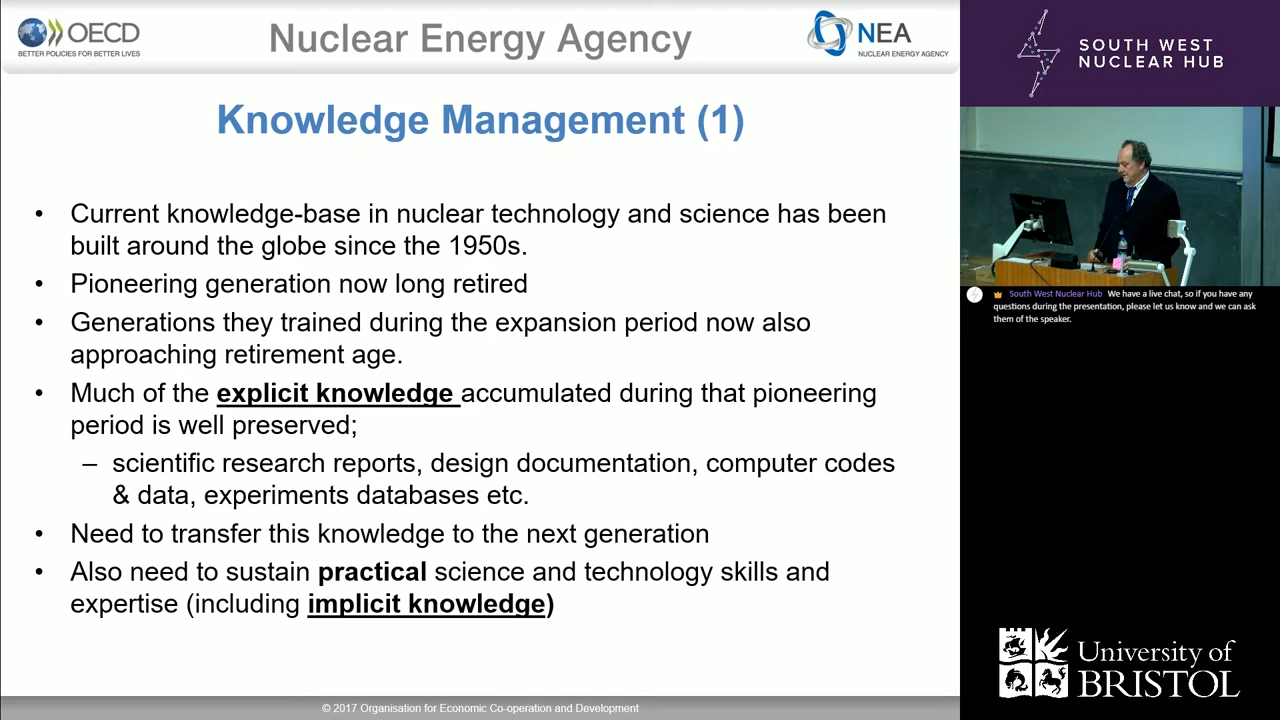 OECD
BETTER POLICIES FOR BETTER LIVES
Nuclear Energy Agency
NEA
NUCLEAR ENERGY AGENCY
Knowledge Management (1)
• Current knowledge-base in nuclear technology and science has been
built around the globe since the 1950s.
• Pioneering generation now long retired
• Generations they trained during the expansion period now also
approaching retirement age.
• Much of the explicit knowledge accumulated during that pioneering
period is well preserved;
– scientific research reports, design documentation, computer codes
& data, experiments databases etc.
• Need to transfer this knowledge to the next generation
• Also need to sustain practical science and technology skills and
expertise (including implicit knowledge)
© 2017 Organisation for Economic Co-operation and Development
SOUTH WEST
NUCLEAR HUB
South West Nuclear Hub We have a live chat, so if you have any
questions during the presentation, please let us know and we can ask
them of the speaker.
University of
BRISTOL